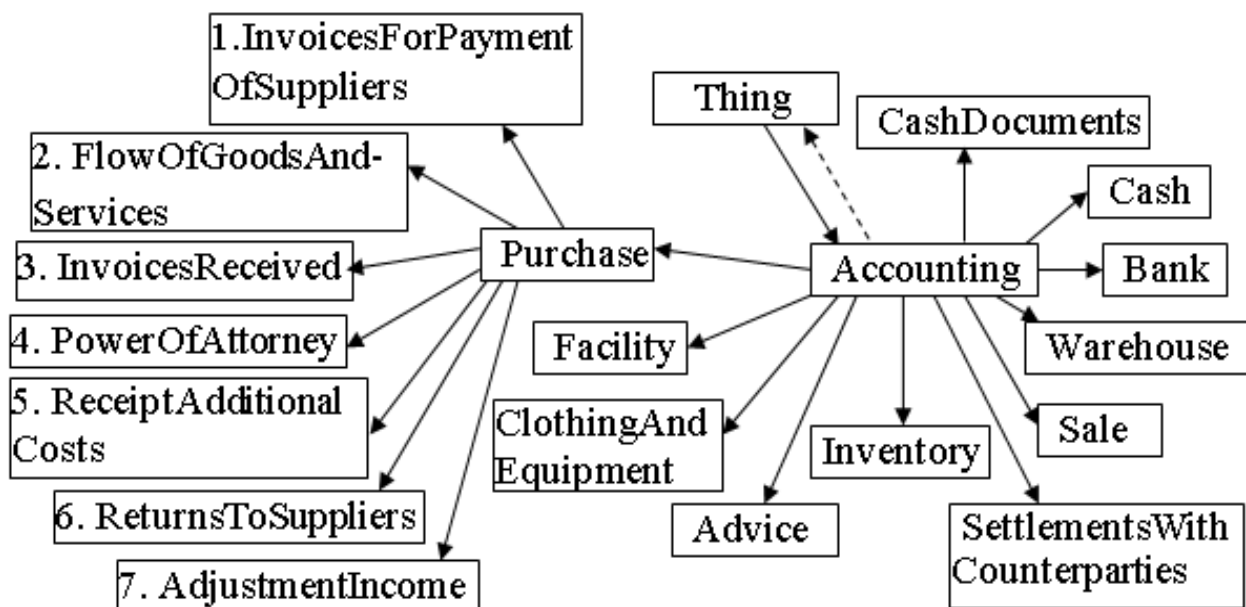 1.InvoicesForPayment
OfSuppliers
2. FlowOfGoodsAnd-
Services
3. InvoicesReceived
4. PowerOfAttorney
5. ReceiptAdditional
Costs
6. ReturnsToSuppliers
7. AdjustmentIncome
Purchase
Thing
Accounting
CashDocuments
Cash
Bank
Warehouse
Sale
SettlementsWith
Counterparties
Inventory
Advice
ClothingAnd
Equipment
Facility